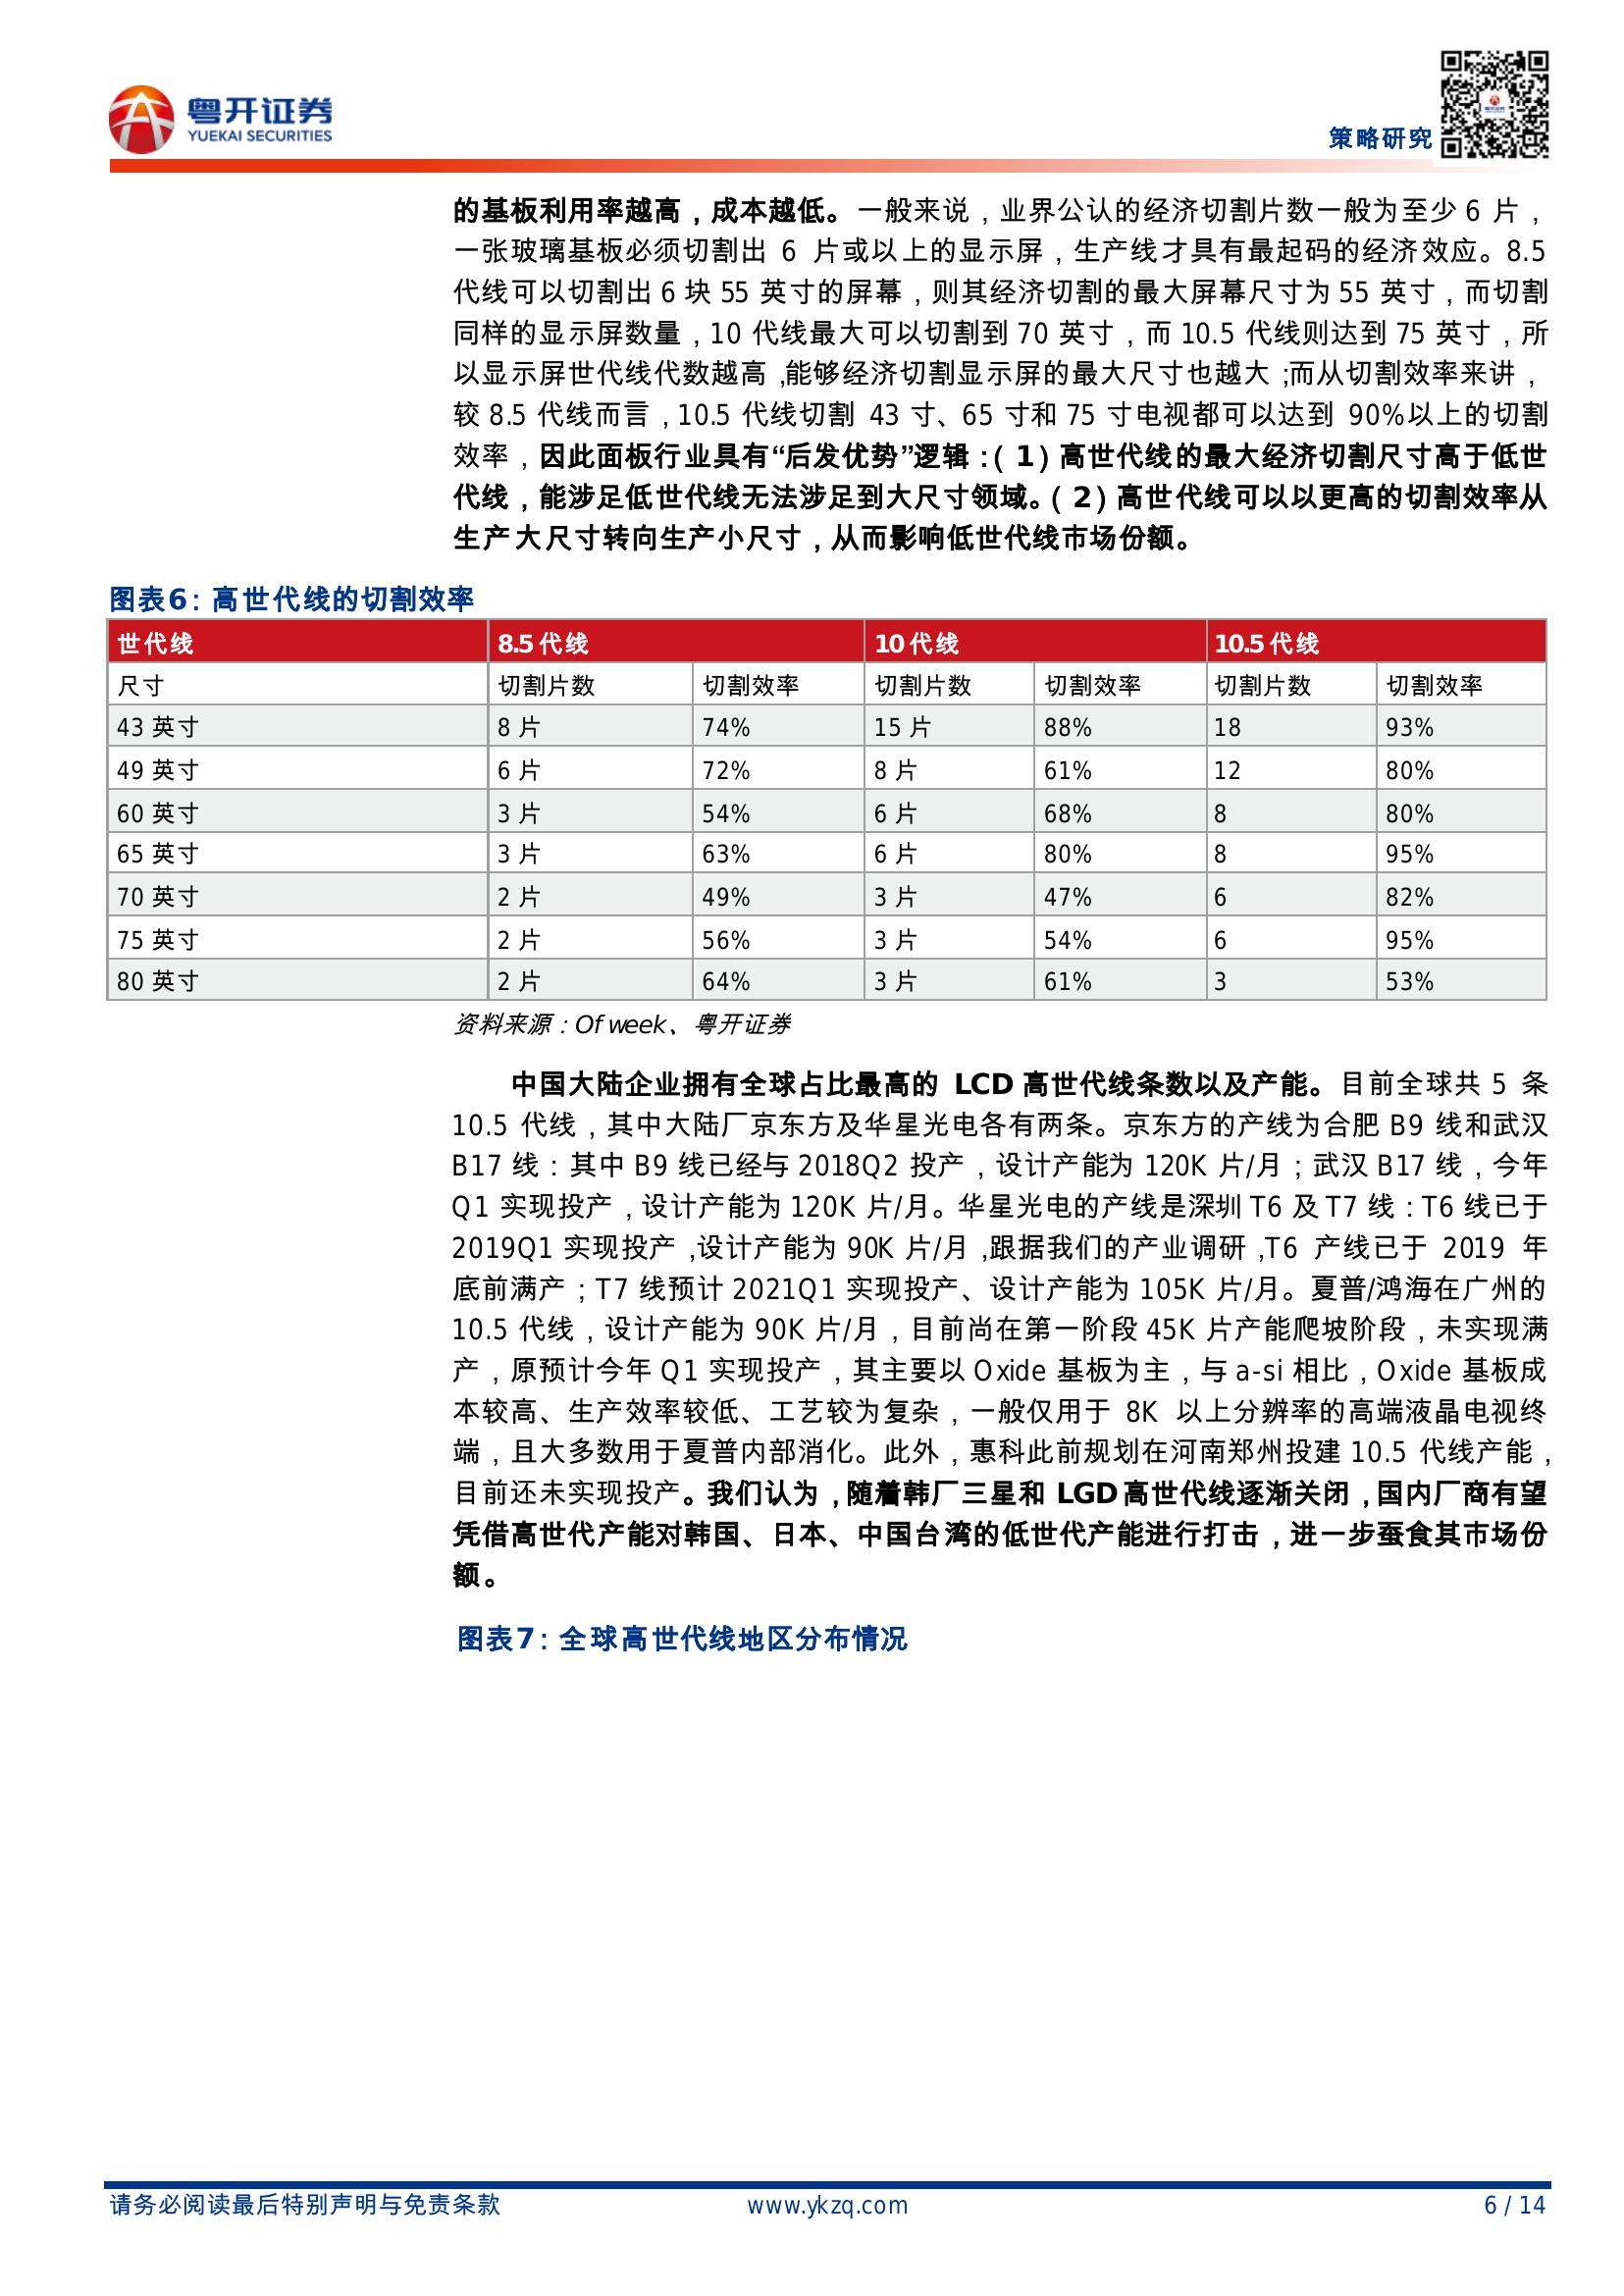 粤开证券
YUEKAI SECURITIES
策略研究
的基板利用率越高，成本越低。一般来说，业界公认的经济切割片数一般为至少 6 片，
一张玻璃基板必须切割出 6 片或以上的显示屏，生产线才具有最起码的经济效应。8.5
代线可以切割出 6 块 55 英寸的屏幕，则其经济切割的最大屏幕尺寸为 55 英寸，而切割
同样的显示屏数量，10 代线最大可以切割到 70 英寸，而 10.5 代线则达到 75 英寸，所
以显示屏世代线代数越高，能够经济切割显示屏的最大尺寸也越大；而从切割效率来讲，
较 8.5 代线而言，10.5 代线切割 43 寸、65 寸和 75 寸电视都可以达到 90%以上的切割
效率，因此面板行业具有“后发优势”逻辑：（1）高世代线的最大经济切割尺寸高于低世
代线，能涉足低世代线无法涉足到大尺寸领域。（2）高世代线可以以更高的切割效率从
生产大尺寸转向生产小尺寸，从而影响低世代线市场份额。
图表6：高世代线的切割效率
世代线 8.5 代线 10 代线 10.5 代线
尺寸 切割片数 切割效率 切割片数 切割效率 切割片数 切割效率
43 英寸 8 片 74% 15 片 88% 18 93%
49 英寸 6 片 72% 8 片 61% 12 80%
60 英寸 3 片 54% 6 片 68% 8 80%
65 英寸 3 片 63% 6 片 80% 8 95%
70 英寸 2 片 49% 3 片 47% 6 82%
75 英寸 2 片 56% 3 片 54% 6 95%
80 英寸 2 片 64% 3 片 61% 3 53%
资料来源：Of week、粤开证券
中国大陆企业拥有全球占比最高的 LCD 高世代线条数以及产能。目前全球共 5 条
10.5 代线，其中大陆厂京东方及华星光电各有两条。京东方的产线为合肥 B9 线和武汉
B17 线：其中 B9 线已经与 2018Q2 投产，设计产能为 120K 片/月；武汉 B17 线，今年
Q1 实现投产，设计产能为 120K 片/月。华星光电的产线是深圳 T6 及 T7 线：T6 线已于
2019Q1 实现投产，设计产能为 90K 片/月，跟据我们的产业调研，T6 产线已于 2019 年
底前满产；T7 线预计 2021Q1 实现投产、设计产能为 105K 片/月。夏普/鸿海在广州的
10.5 代线，设计产能为 90K 片/月，目前尚在第一阶段 45K 片产能爬坡阶段，未实现满
产，原预计今年 Q1 实现投产，其主要以 Oxide 基板为主，与 a-si 相比，Oxide 基板成
本较高、生产效率较低、工艺较为复杂，一般仅用于 8K 以上分辨率的高端液晶电视终
端，且大多数用于夏普内部消化。此外，惠科此前规划在河南郑州投建 10.5 代线产能，
目前还未实现投产。我们认为，随着韩厂三星和 LGD 高世代线逐渐关闭，国内厂商有望
凭借高世代产能对韩国、日本、中国台湾的低世代产能进行打击，进一步蚕食其市场份
额。
图表7：全球高世代线地区分布情况
请务必阅读最后特别声明与免责条款 www.ykzq.com 6 / 14